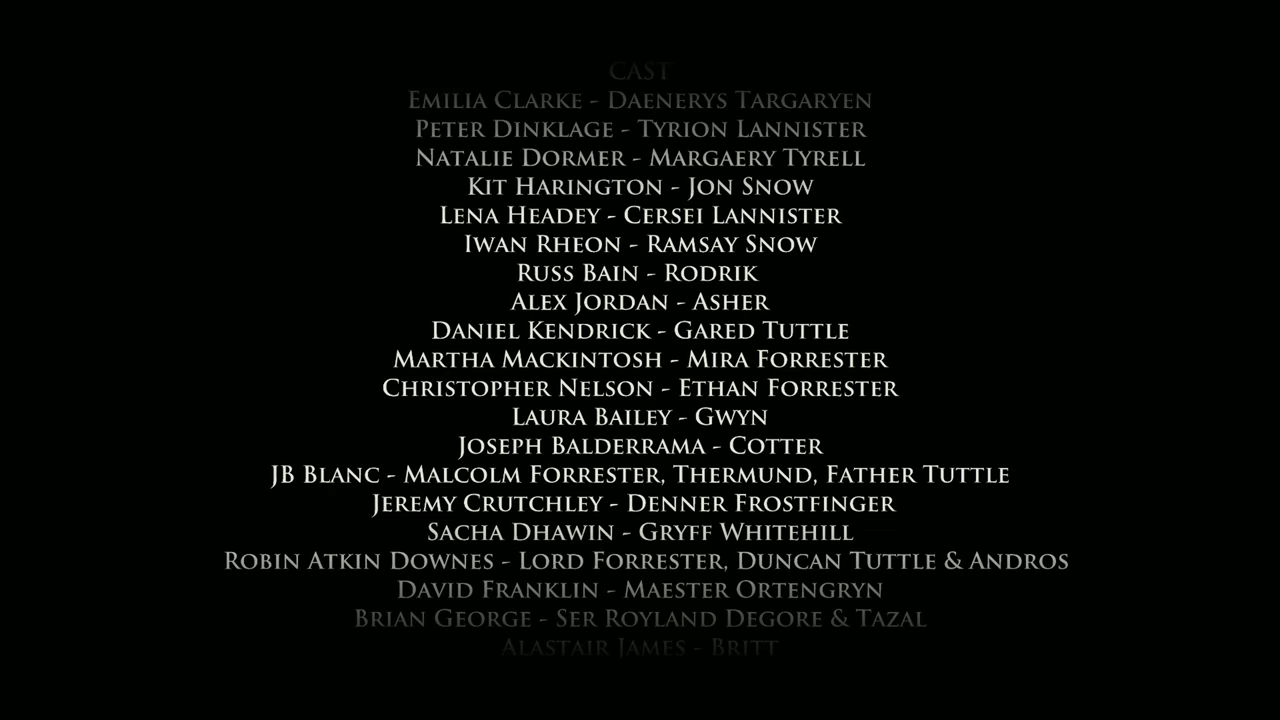 CAST
EMILIA CLARKE - DAENERYS TARGARYEN
PETER DINKLAGE - TYRION LANNISTER
NATALIE DORMER - MARGAERY TYRELL
KIT HARINGTON - JON SNOW
LENA HEADEY - CERSEI LANNISTER
IWAN RHEON - RAMSAY SNOW
RUSS BAIN - RODRIK
ALEX JORDAN - ASHER
DANIEL KENDRICK - GARED TUTTLE
MARTHA MACKINTOSH - MIRA FORRESTER
CHRISTOPHER NELSON - ETHAN FORRESTER
LAURA BAILEY - GWYN
JOSEPH BALDERRAMA - COTTER
JB BLANC - MALCOLM FORRESTER, THERMUND, FATHER TUTTLE
JEREMY CRUTCHLEY - DENNER FROSTFINGER
SACHA DHAWIN - GRYFF WHITEHILL
ROBIN ATKIN DOWNES - LORD FORRESTER, DUNCAN TUTTLE & ANDROS
DAVID FRANKLIN - MAESTER ORTENGRYN
BRIAN GEORGE - SER ROYLAND DEGORE & TAZAL
ALASTAIR JAMES - BRITT